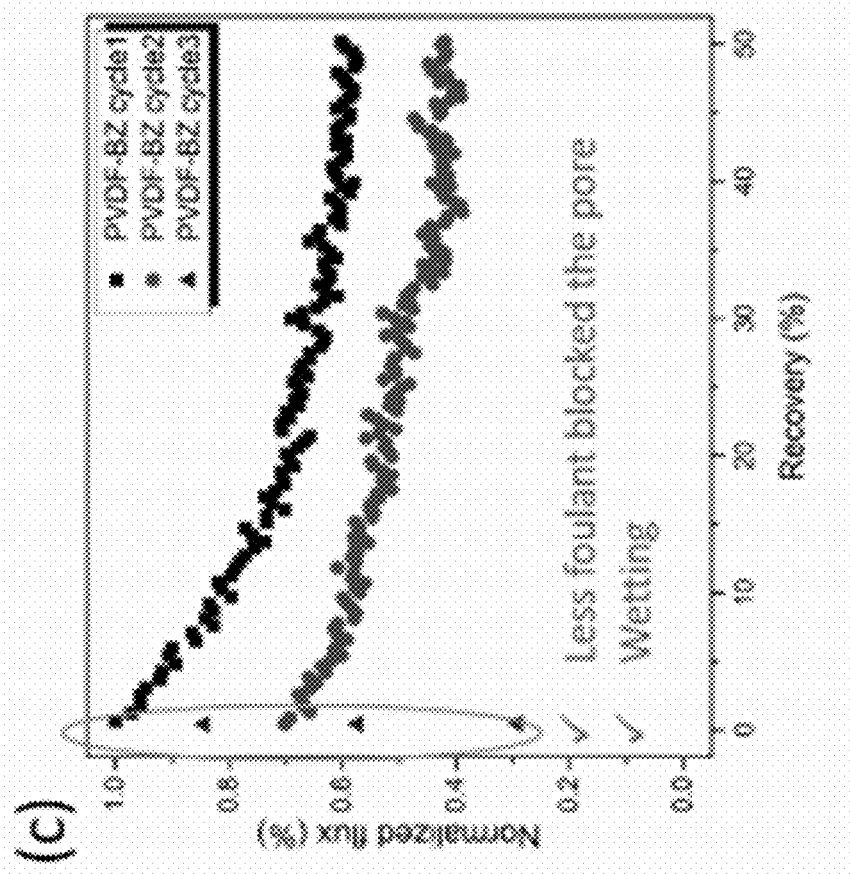 (c)
PVDF-BZ cycle1
PVDF-BZ cycle2
PVDF-BZ cycle3
Normalized flux (%)
1.0
0.8
0.6
0.4
0.2
0.0
✓ Less foulant blocked the pore
✓ Wetting
0 10 20 30 40 50
Recovery (%)